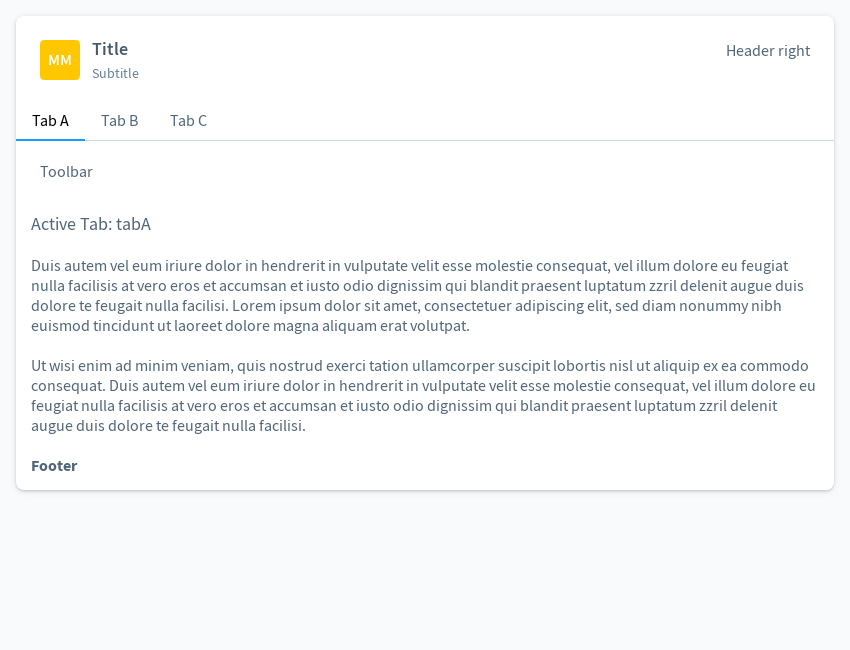 MM
Title
Subtitle
Header right
Tab A
Tab B
Tab C
Toolbar
Active Tab: tabA
Duis autem vel eum iriure dolor in hendrerit in vulputate velit esse molestie consequat, vel illum dolore eu feugiat
nulla facilisis at vero eros et accumsan et iusto odio dignissim qui blandit praesent luptatum zzril delenit augue duis
dolore te feugait nulla facilisi. Lorem ipsum dolor sit amet, consectetuer adipiscing elit, sed diam nonummy nibh
euismod tincidunt ut laoreet dolore magna aliquam erat volutpat.
Ut wisi enim ad minim veniam, quis nostrud exerci tation ullamcorper suscipit lobortis nisl ut aliquip ex ea commodo
consequat. Duis autem vel eum iriure dolor in hendrerit in vulputate velit esse molestie consequat, vel illum dolore eu
feugiat nulla facilisis at vero eros et accumsan et iusto odio dignissim qui blandit praesent luptatum zzril delenit
augue duis dolore te feugait nulla facilisi.
Footer